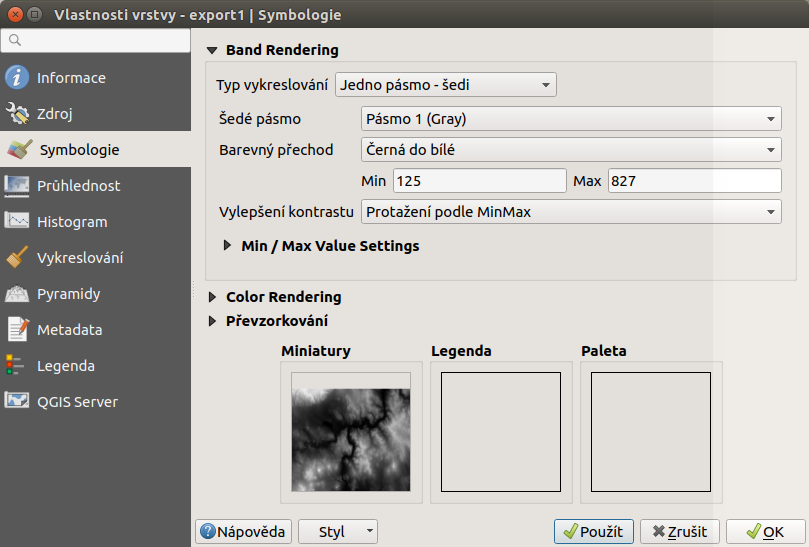 Vlastnosti vrstvy - export1 | Symbologie
Informace
Zdroj
Symbologie
Průhlednost
Histogram
Vykreslování
Pyramidy
Metadata
Legenda
QGIS Server
Band Rendering
Typ vykreslování Jedno pásmo - šedi
Šedé pásmo Pásmo 1 (Gray)
Barevný přechod Černá do bílé
Min 125 Max 827
Vylepšení kontrastu Protažení podle MinMax
Min / Max Value Settings
Color Rendering
Převzorkování
Miniatury Legenda Paleta
Nápověda Styl Použít Zrušit OK